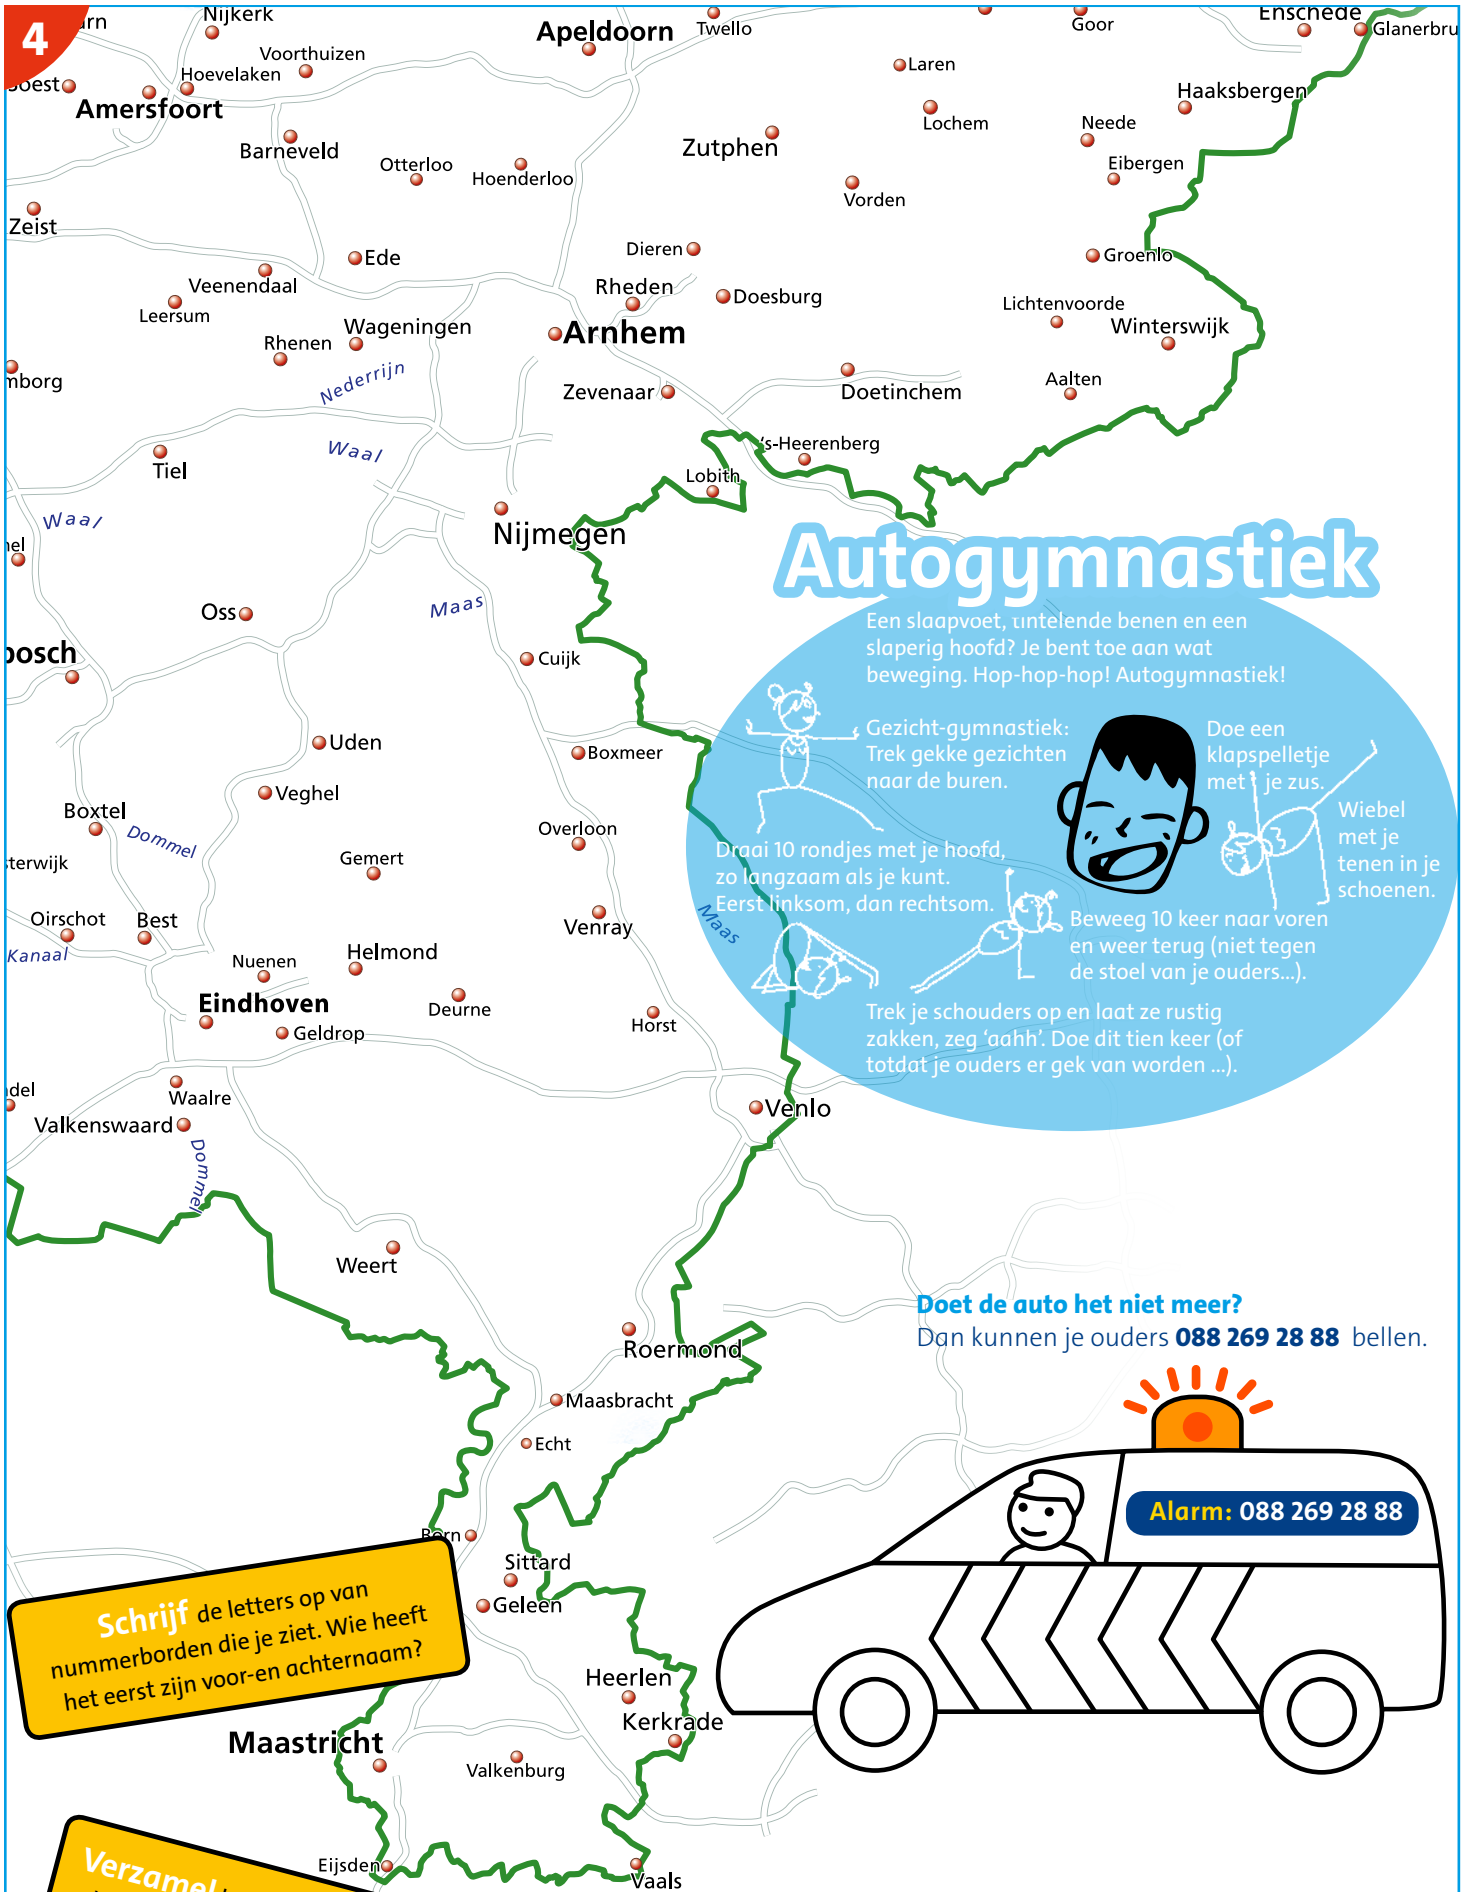 4
Nijkerk
Apeldoorn
Twello
Goor
Enschede
Voorthuizen
Hoevelaken
Laren
Amersfoort
Haaksbergen
Lochem
Neede
Barneveld
Zutphen
Otterloo
Hoenderloo
Eibergen
Vorden
Zeist
Ede
Dieren
Groenlo
Veenendaal
Rheden
Doesburg
Leersum
Lichtenvoorde
Wageningen
Arnhem
Winterswijk
Rhenen
Nederrijn
Zevenaar
Doetinchem
Aalten
Waal
's-Heerenberg
Tiel
Lobith
Waal
Nijmegen
Maas
Oss
Cuijk
Uden
Boxmeer
Veghel
Boxtel
Dommel
Overloon
Gemert
Oirschot
Best
Venray
Maas
Kanaal
Helmond
Nuenen
Eindhoven
Deurne
Horst
Geldrop
Waalre
Valkenswaard
Venlo
Dommel
Weert
Roermond
Maasbracht
Echt
Born
Sittard
Geleen
Heerlen
Kerkrade
Maastricht
Valkenburg
Eijsden
Vaals
Autogymnastiek
Een slaapvoet, tintelende benen en een
slaperig hoofd? Je bent toe aan wat
beweging. Hop-hop-hop! Autogymnastiek!
Gezicht-gymnastiek:
Trek gekke gezichten
naar de buren.
Doe een
klapspelletje
met je zus.
Wiebel
met je
tenen in je
schoenen.
Draai 10 rondjes met je hoofd,
zo langzaam als je kunt.
Eerst linksom, dan rechtsom.
Beweeg 10 keer naar voren
en weer terug (niet tegen
de stoel van je ouders...).
Trek je schouders op en laat ze rustig
zakken, zeg ‘aahh’. Doe dit tien keer (of
totdat je ouders er gek van worden ...).
Doet de auto het niet meer?
Dan kunnen je ouders 088 269 28 88 bellen.
Alarm: 088 269 28 88
Schrijf de letters op van
nummerborden die je ziet. Wie heeft
het eerst zijn voor-en achternaam?
Verzamel